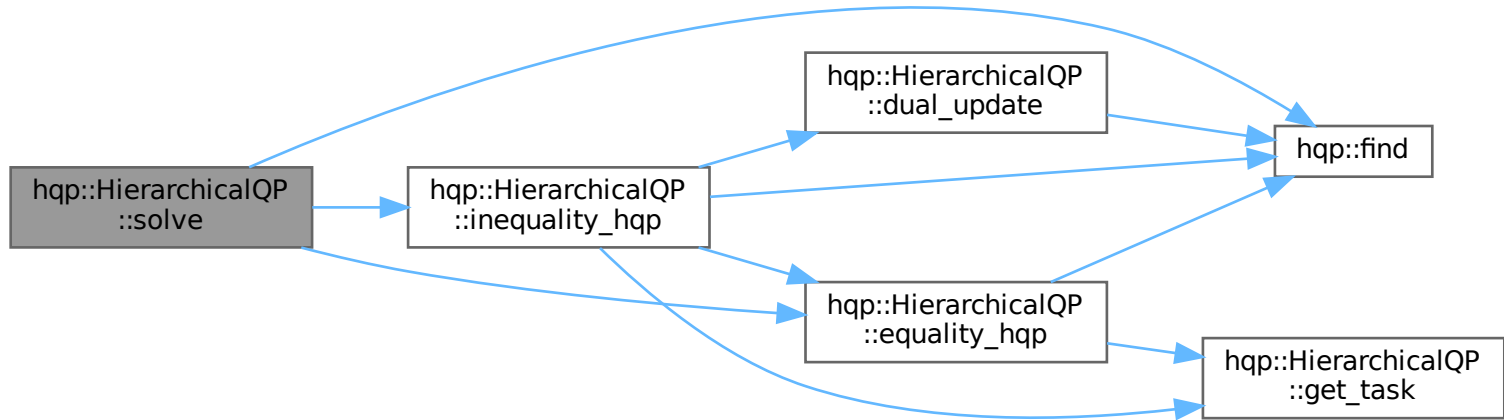 hqp::HierarchicalQP
::solve
hqp::HierarchicalQP
::inequality_hqp
hqp::HierarchicalQP
::dual_update
hqp::HierarchicalQP
::equality_hqp
hqp::find
hqp::HierarchicalQP
::get_task